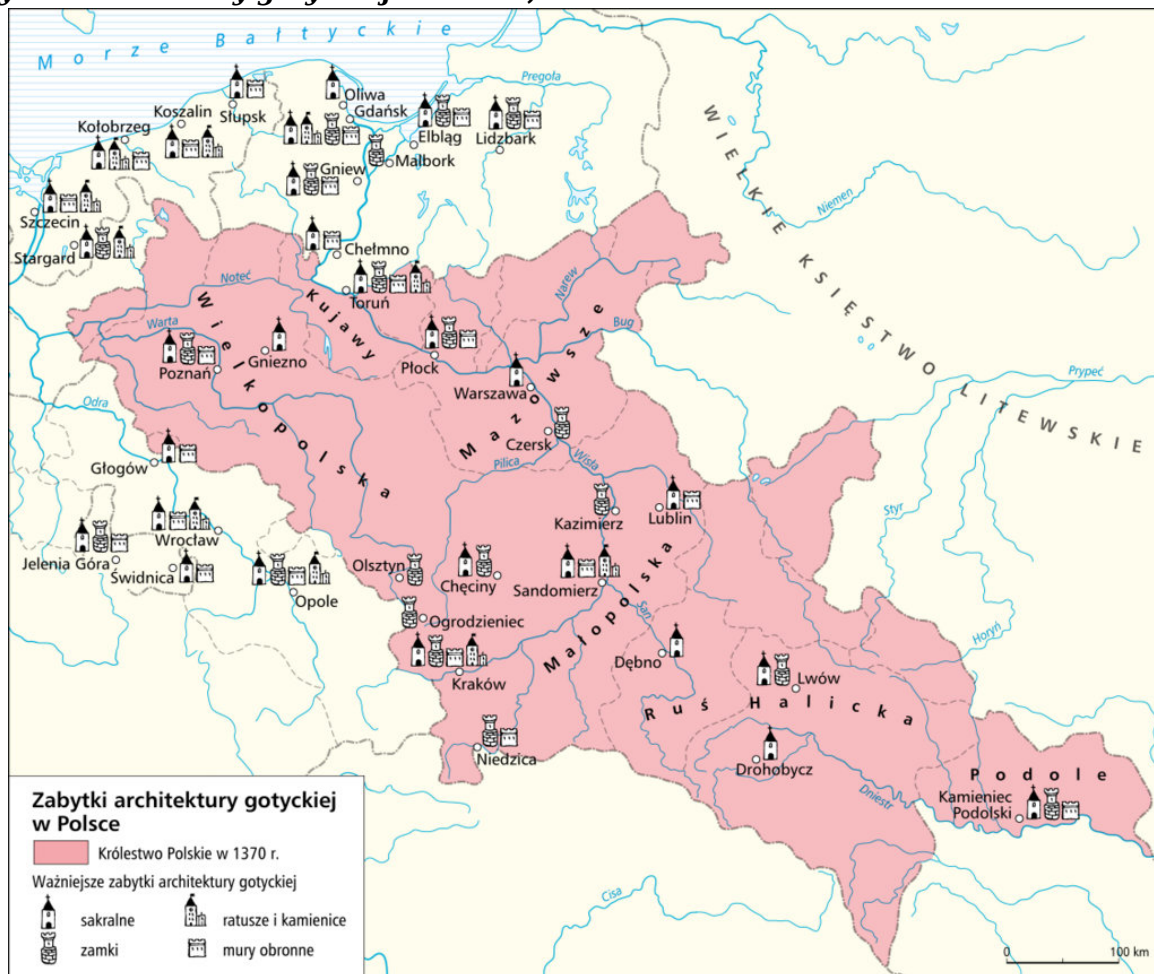 Morze Bałtyckie
Pregoła
Oliwa
Gdańsk
Koszalin
Słupsk
Kołobrzeg
Elbląg
Lidzbark
Malbork
Gniew
Szczecin
Stargard
Chełmno
Toruń
WIELKIE KSIĘSTWO LITEWSKIE
Niemen
Noteć
Kujawy
Narew
Bug
Wielkopolska
Warta
Gniezno
Poznań
Płock
Warszawa
Mazowsze
Prypeć
Odra
Czersk
Pilica
Wisła
Głogów
Kazimierz
Lublin
Styr
Wrocław
Jelenia Góra
Świdnica
Olsztyn
Chęciny
Sandomierz
Opole
Ogrodzieniec
San
Małopolska
Horyń
Kraków
Dębno
Lwów
Ruś Halicka
Niedzica
Drohobycz
Podole
Dniestr
Kamieniec
Podolski
Cisa
Zabytki architektury gotyckiej
w Polsce
Królestwo Polskie w 1370 r.
Ważniejsze zabytki architektury gotyckiej
sakralne
ratusze i kamienice
zamki
mury obronne
0 100 km